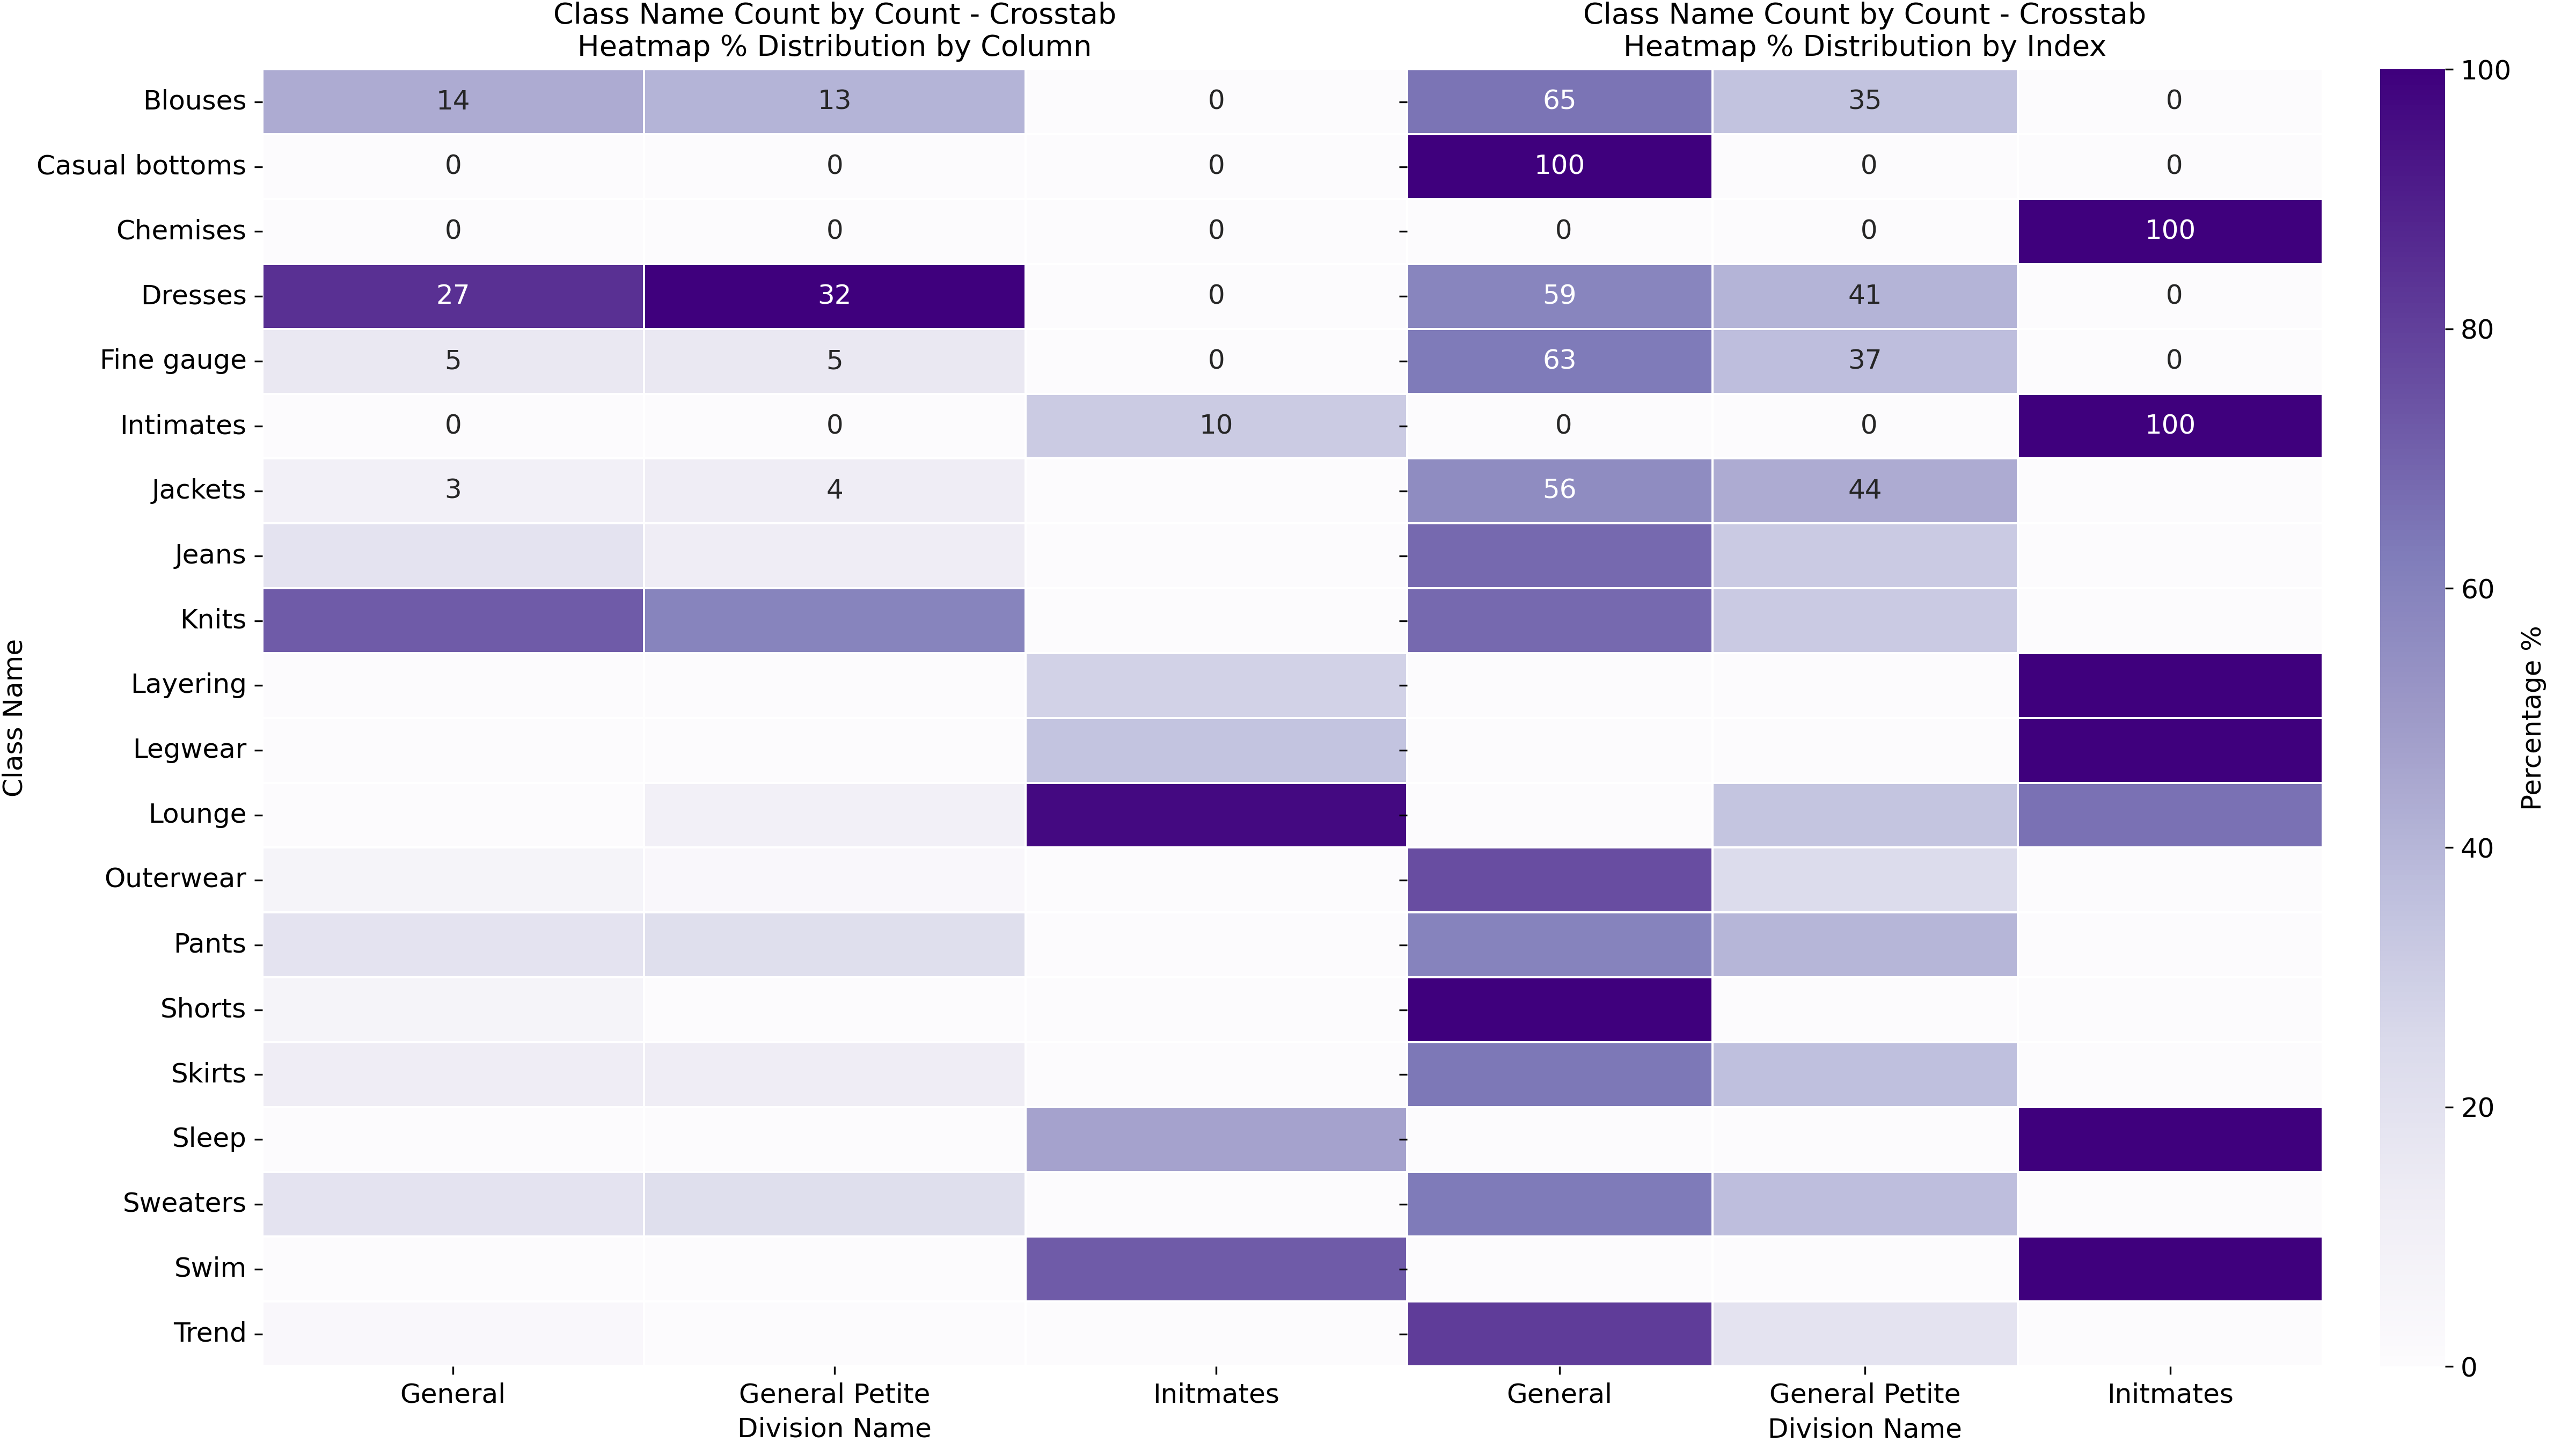 Class Name Count by Count - Crosstab
Heatmap % Distribution by Column
Class Name Count by Count - Crosstab
Heatmap % Distribution by Index
Class Name
Blouses 14 13 0 65 35 0
Casual bottoms 0 0 0 100 0 0
Chemises 0 0 0 0 0 100
Dresses 27 32 0 59 41 0
Fine gauge 5 5 0 63 37 0
Intimates 0 0 10 0 0 100
Jackets 3 4 56 44
Jeans
Knits
Layering
Legwear
Lounge
Outerwear
Pants
Shorts
Skirts
Sleep
Sweaters
Swim
Trend
General General Petite Initmates
Division Name
General General Petite Initmates
Division Name
100
80
60
40
20
0
Percentage %